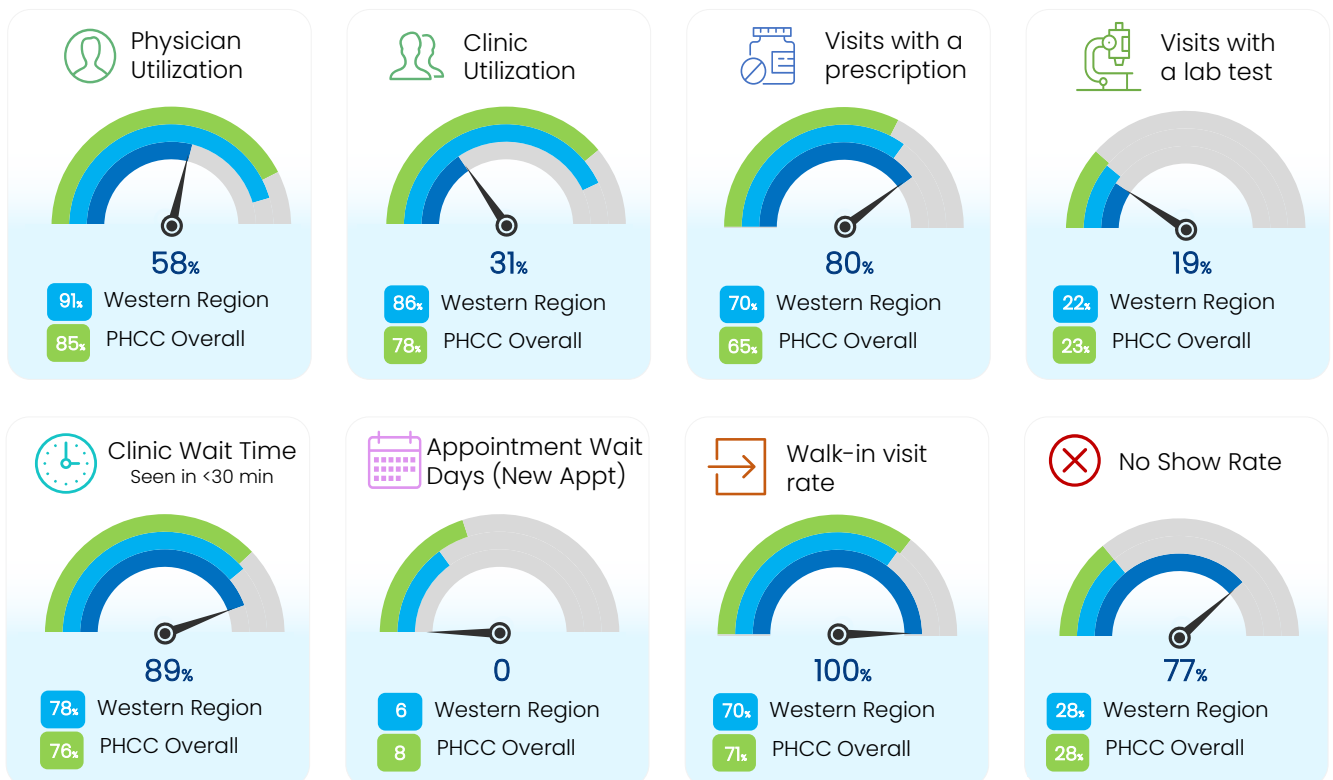 Physician
Utilization
58%
91% Western Region
85% PHCC Overall
Clinic
Utilization
31%
86% Western Region
78% PHCC Overall
Visits with a
prescription
80%
70% Western Region
65% PHCC Overall
Visits with
a lab test
19%
22% Western Region
23% PHCC Overall
Clinic Wait Time
Seen in <30 min
89%
78% Western Region
76% PHCC Overall
Appointment Wait
Days (New Appt)
0
6 Western Region
8 PHCC Overall
Walk-in visit
rate
100%
70% Western Region
71% PHCC Overall
No Show Rate
77%
28% Western Region
28% PHCC Overall